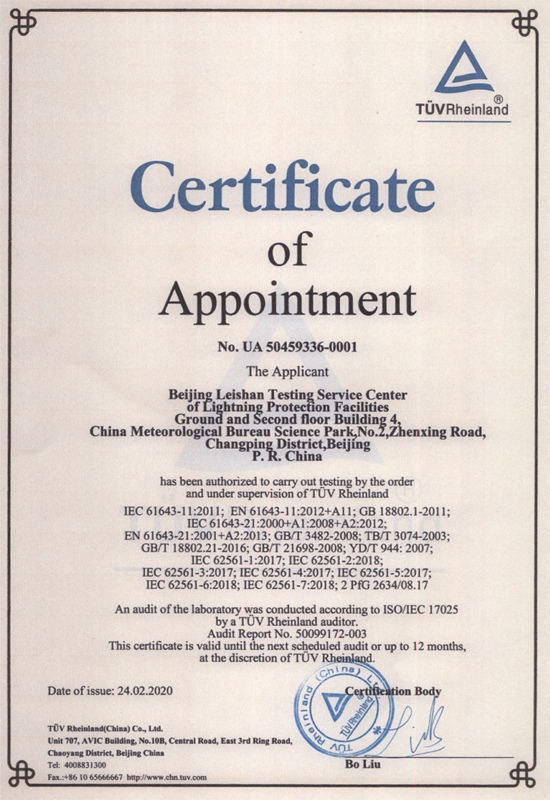 TÜVRheinland®
Certificate
of
Appointment
No. UA 50459336-0001
The Applicant
Beijing Leishan Testing Service Center
of Lightning Protection Facilities
Ground and Second floor Building 4,
China Meteorological Bureau Science Park,No.2,Zhenxing Road,
Changping District,Beijing
P. R. China
has been authorized to carry out testing by the order
and under supervision of TÜV Rheinland
IEC 61643-11:2011; EN 61643-11:2012+A11; GB 18802.1-2011;
IEC 61643-21:2000+A1:2008+A2:2012;
EN 61643-21:2001+A2:2013; GB/T 3482-2008; TB/T 3074-2003;
GB/T 18802.21-2016; GB/T 21698-2008; YD/T 944: 2007;
IEC 62561-1:2017; IEC 62561-2:2018;
IEC 62561-3:2017; IEC 62561-4:2017; IEC 62561-5:2017;
IEC 62561-6:2018; IEC 62561-7:2018; 2 PfG 2634/08.17
An audit of the laboratory was conducted according to ISO/IEC 17025
by a TÜV Rheinland auditor.
Audit Report No. 50099172-003
This certificate is valid until the next scheduled audit or up to 12 months,
at the discretion of TÜV Rheinland.
Date of issue: 24.02.2020
Certification Body
TÜV Rheinland (China) Ltd.
TÜVRheinland
Bo Liu
TÜV Rheinland(China) Co., Ltd.
Unit 707, AVIC Building, No.10B, Central Road, East 3rd Ring Road,
Chaoyang District, Beijing China
Tel: 4008831300
Fax.:+86 10 65666667 http://www.chn.tuv.com